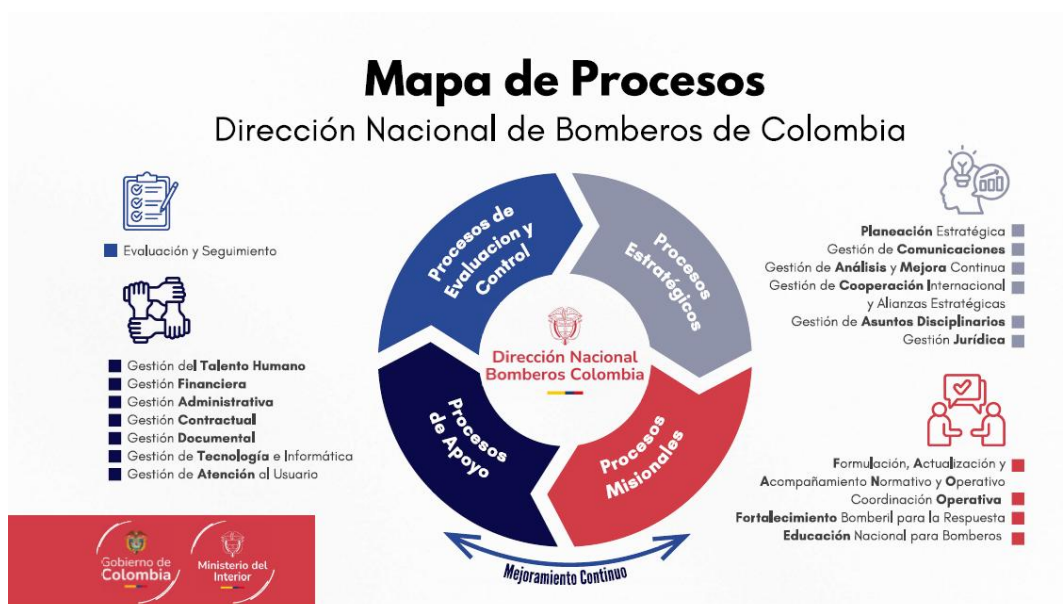 Mapa de Procesos
Dirección Nacional de Bomberos de Colombia
Evaluación y Seguimiento
Gestión del Talento Humano
Gestión Financiera
Gestión Administrativa
Gestión Contractual
Gestión Documental
Gestión de Tecnología e Informática
Gestión de Atención al Usuario
Procesos de
Evaluacion y
Control
Procesos
Estratégicos
Dirección Nacional
Bomberos Colombia
Procesos
de Apoyo
Procesos
Misionales
Mejoramiento Continuo
Planeación Estratégica
Gestión de Comunicaciones
Gestión de Análisis y Mejora Continua
Gestión de Cooperación Internacional
y Alianzas Estratégicas
Gestión de Asuntos Disciplinarios
Gestión Jurídica
Formulación, Actualización y
Acompañamiento Normativo y Operativo
Coordinación Operativa
Fortalecimiento Bomberil para la Respuesta
Educación Nacional para Bomberos
Gobierno de
Colombia
Ministerio del
Interior